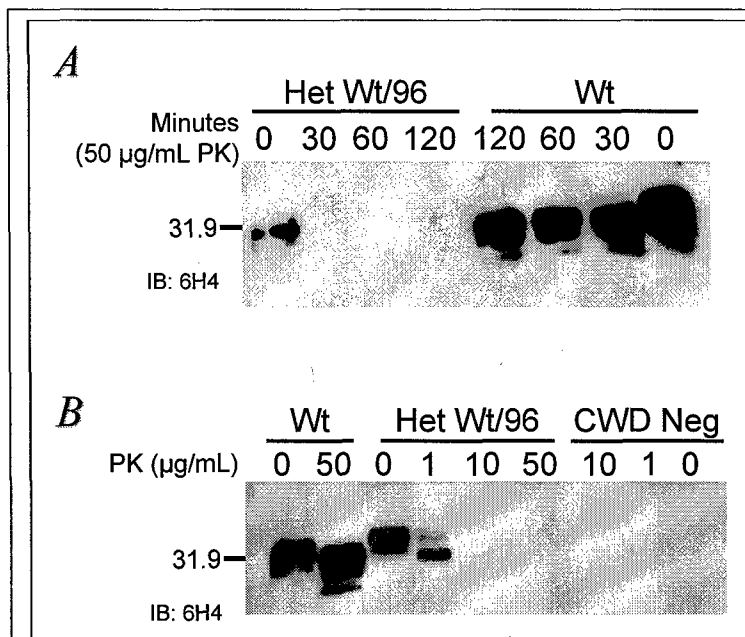 A
Het Wt/96 Wt
Minutes
(50 µg/mL PK)
0 30 60 120 120 60 30 0
31.9
IB: 6H4
B
Wt Het Wt/96 CWD Neg
PK (µg/mL) 0 50 0 1 10 50 10 1 0
31.9
IB: 6H4